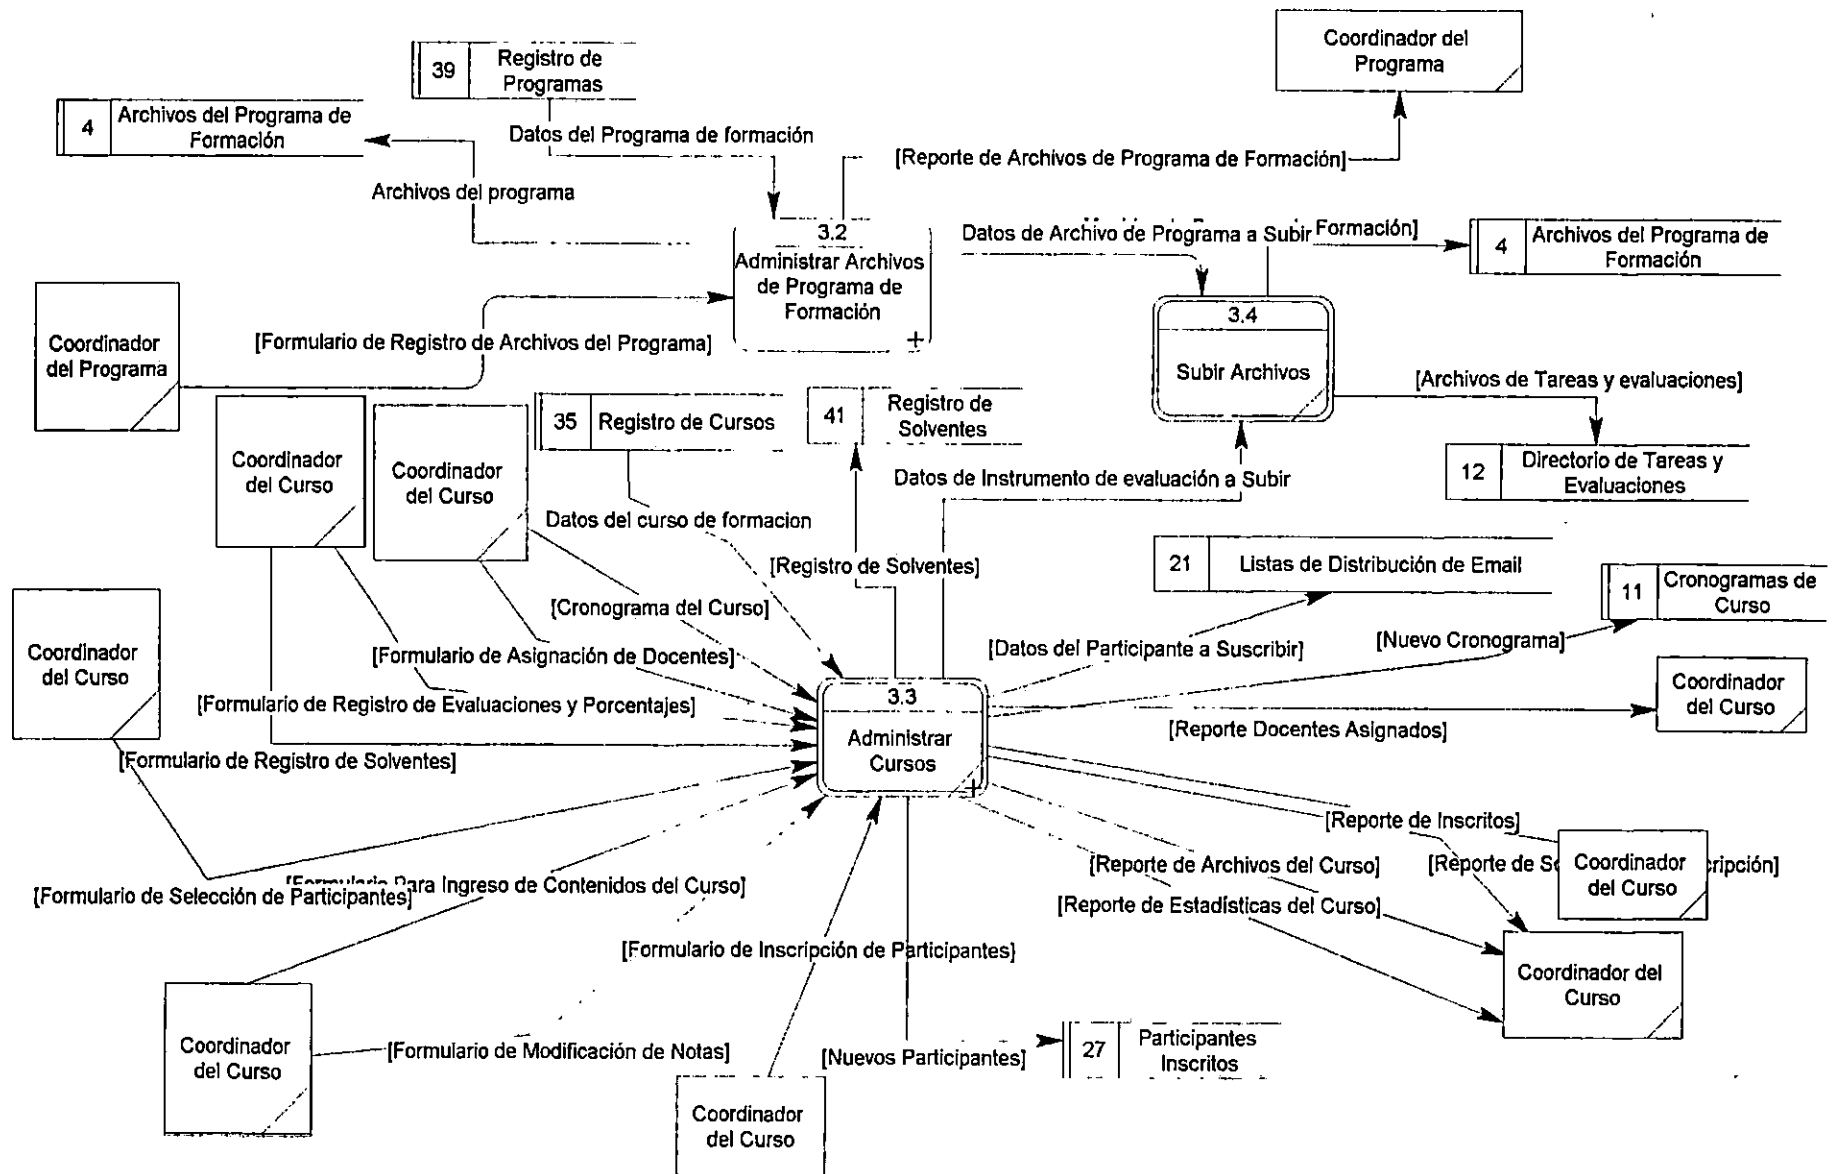 Coordinador del
Programa
39
Registro de
Programas
4
Archivos del Programa de
Formación
Datos del Programa de formación
[Reporte de Archivos de Programa de Formación]
Archivos del programa
3.2
Administrar Archivos
de Programa de
Formación
+
Datos de Archivo de Programa a Subir
Formación]
4
Archivos del Programa de
Formación
Coordinador
del Programa
[Formulario de Registro de Archivos del Programa]
3.4
Subir Archivos
[Archivos de Tareas y evaluaciones]
35
Registro de Cursos
41
Registro de
Solventes
Coordinador
del Curso
Coordinador
del Curso
Datos de Instrumento de evaluación a Subir
12
Directorio de Tareas y
Evaluaciones
Datos del curso de formacion
[Registro de Solventes]
21
Listas de Distribución de Email
11
Cronogramas de
Curso
[Cronograma del Curso]
[Nuevo Cronograma]
[Datos del Participante a Suscribir]
[Formulario de Asignación de Docentes]
Coordinador
del Curso
Coordinador
del Curso
3.3
Administrar
Cursos
+
[Formulario de Registro de Evaluaciones y Porcentajes]
[Reporte Docentes Asignados]
[Formulario de Registro de Solventes]
[Reporte de Inscritos]
[Reporte de Archivos del Curso]
[Reporte de
cripción]
Coordinador
del Curso
[Formulario Para Ingreso de Contenidos del Curso]
[Formulario de Selección de Participantes]
[Reporte de Estadísticas del Curso]
[Formulario de Inscripción de Participantes]
Coordinador del
Curso
Coordinador
del Curso
[Formulario de Modificación de Notas]
[Nuevos Participantes]
27
Participantes
Inscritos
Coordinador
del Curso